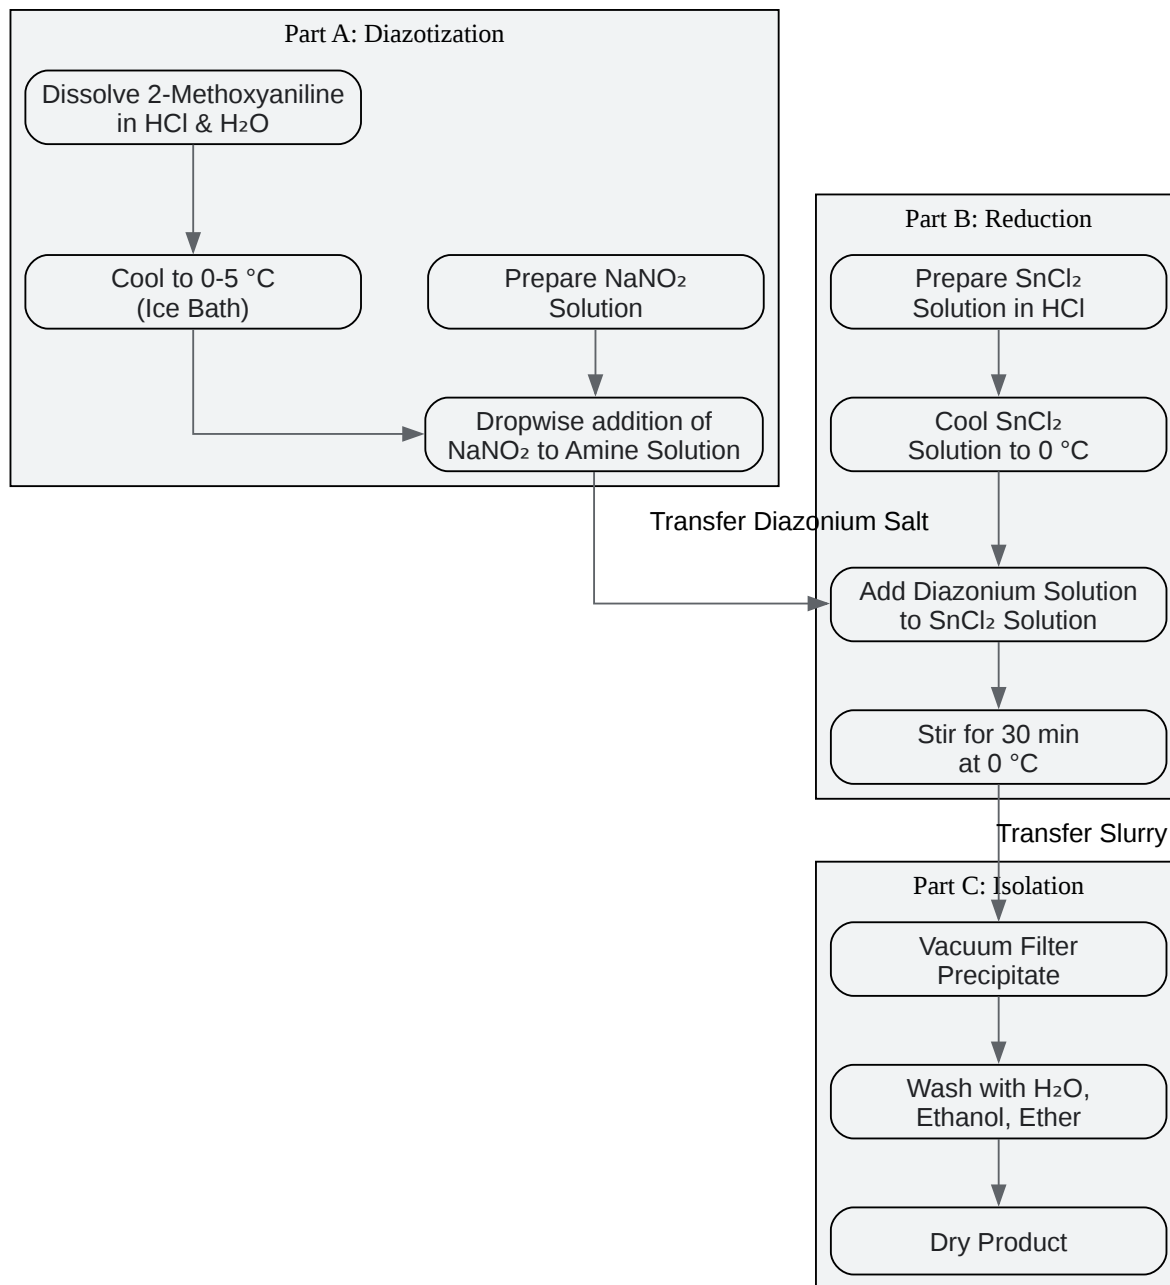 Part A: Diazotization
Dissolve 2-Methoxyaniline
in HCl & H₂O
Cool to 0-5 °C
(Ice Bath)
Prepare NaNO₂
Solution
Dropwise addition of
NaNO₂ to Amine Solution
Transfer Diazonium Salt
Part B: Reduction
Prepare SnCl₂
Solution in HCl
Cool SnCl₂
Solution to 0 °C
Add Diazonium Solution
to SnCl₂ Solution
Stir for 30 min
at 0 °C
Transfer Slurry
Part C: Isolation
Vacuum Filter
Precipitate
Wash with H₂O,
Ethanol, Ether
Dry Product